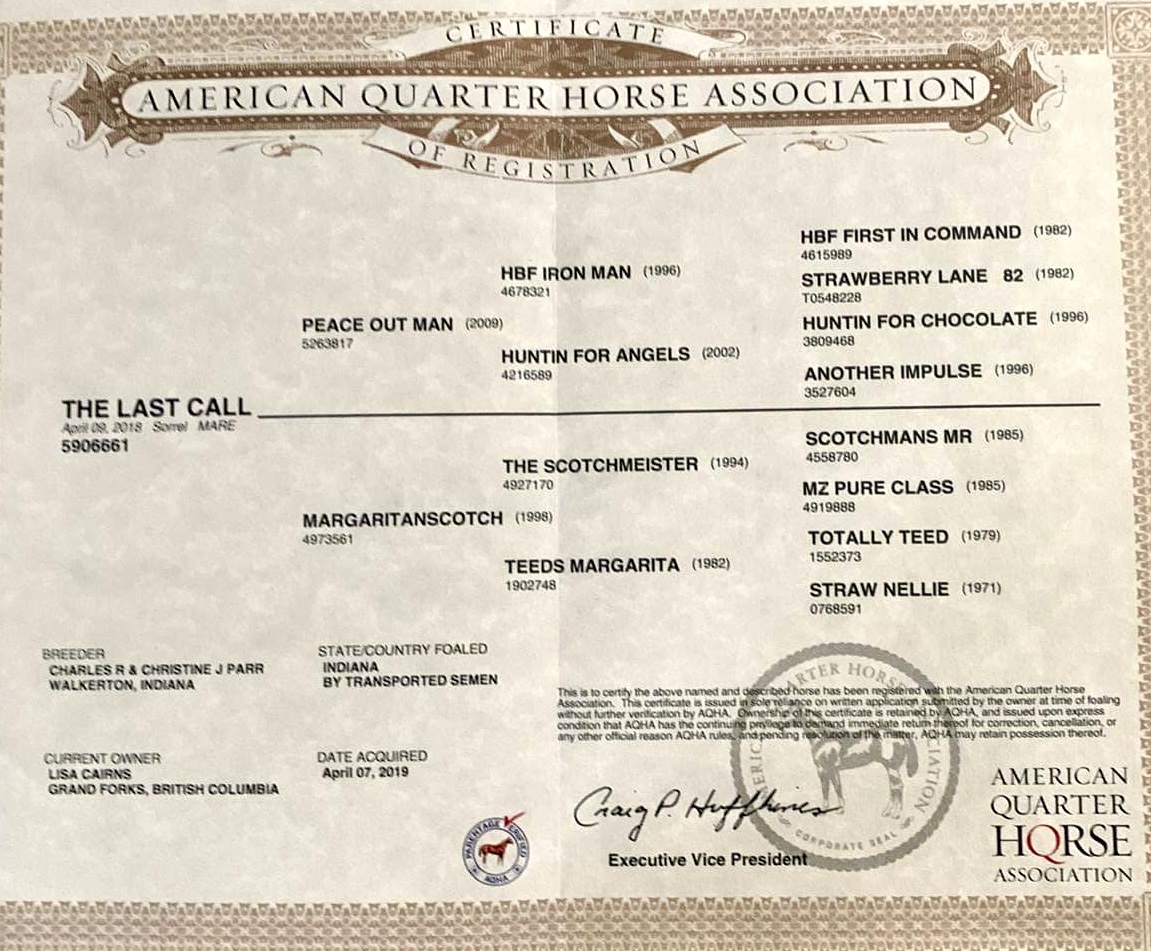 CERTIFICATE
AMERICAN QUARTER HORSE ASSOCIATION
OF REGISTRATION
HBF FIRST IN COMMAND (1982)
4615989
HBF IRON MAN (1996)
4678321
STRAWBERRY LANE 82 (1982)
T0548228
PEACE OUT MAN (2009)
5263817
HUNTIN FOR CHOCOLATE (1996)
3809468
HUNTIN FOR ANGELS (2002)
4216589
ANOTHER IMPULSE (1996)
3527604
THE LAST CALL
April 09, 2018 Sorrel MARE
5906661
SCOTCHMANS MR (1985)
4558780
THE SCOTCHMEISTER (1994)
4927170
MZ PURE CLASS (1985)
4919888
MARGARITANSCOTCH (1998)
4973561
TOTALLY TEED (1979)
1552373
TEEDS MARGARITA (1982)
1902748
STRAW NELLIE (1971)
0768591
BREEDER
CHARLES R & CHRISTINE J PARR
WALKERTON, INDIANA
STATE/COUNTRY FOALED
INDIANA
BY TRANSPORTED SEMEN
This is to certify the above named and described horse has been registered with the American Quarter Horse
Association. This certificate is issued in sole reliance on written application submitted by the owner at time of foaling
without further verification by AQHA. Ownership of this certificate is retained by AQHA, and issued upon express
condition that AQHA has the continuing privilege to demand immediate return thereof for correction, cancellation, or
any other official reason AQHA rules, and pending resolution of the matter, AQHA may retain possession thereof.
CURRENT OWNER
LISA CAIRNS
GRAND FORKS, BRITISH COLUMBIA
DATE ACQUIRED
April 07, 2019
PARENTAGE VERIFIED
AQHA
Craig P. Huffhines
Executive Vice President
CORPORATE SEAL
AMERICAN
QUARTER
HORSE
ASSOCIATION